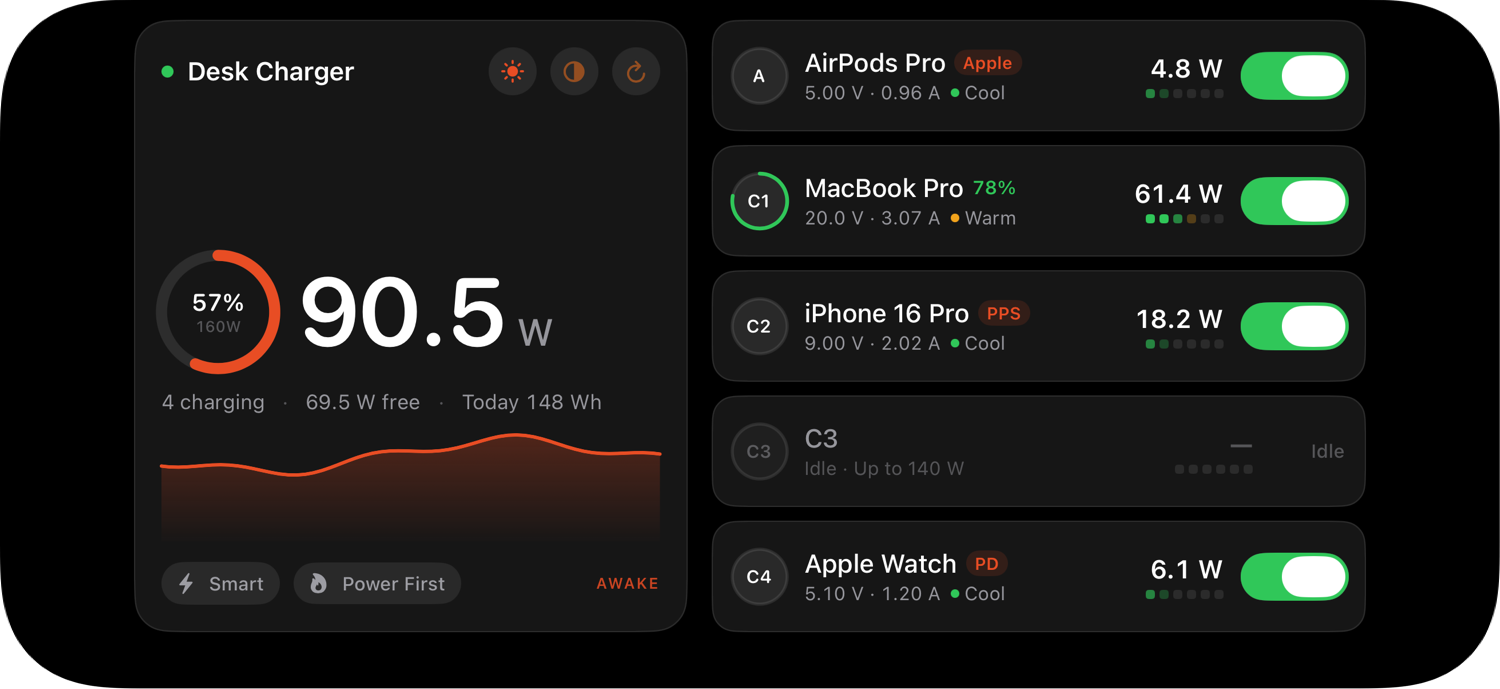 Desk Charger
57%
160W
90.5 W
4 charging · 69.5 W free · Today 148 Wh
Smart
Power First
AWAKE
A
AirPods Pro Apple
5.00 V · 0.96 A Cool
4.8 W
C1
MacBook Pro 78%
20.0 V · 3.07 A Warm
61.4 W
C2
iPhone 16 Pro PPS
9.00 V · 2.02 A Cool
18.2 W
C3
C3
Idle · Up to 140 W
—
Idle
C4
Apple Watch PD
5.10 V · 1.20 A Cool
6.1 W